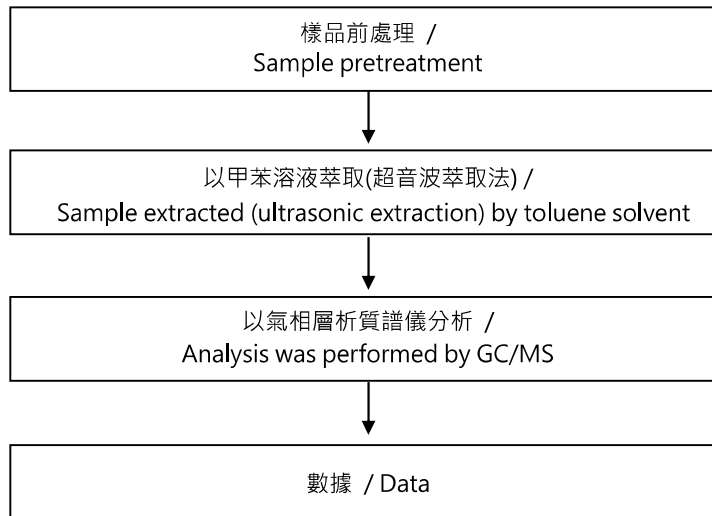 樣品前處理 /
Sample pretreatment
以甲苯溶液萃取(超音波萃取法) /
Sample extracted (ultrasonic extraction) by toluene solvent
以氣相層析質譜儀分析 /
Analysis was performed by GC/MS
數據 / Data